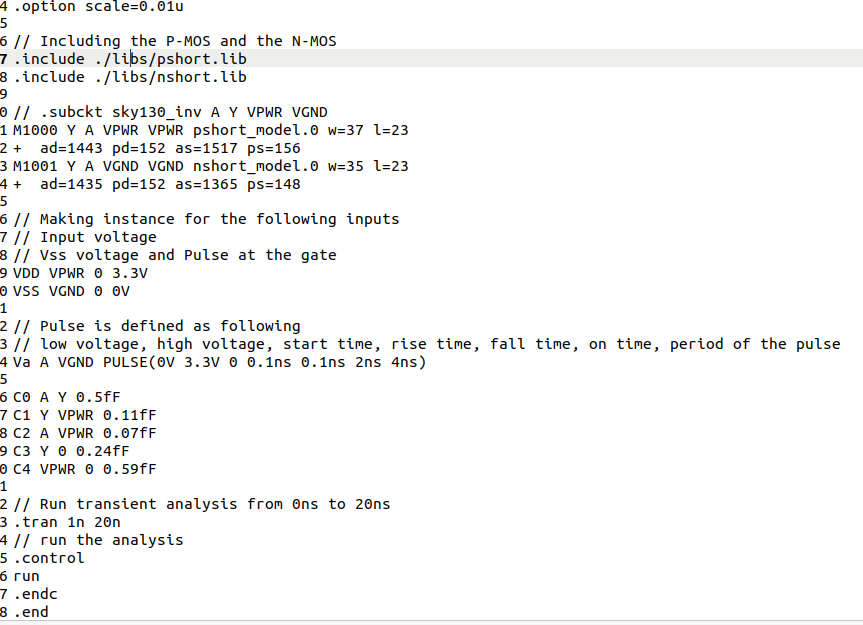 4 .option scale=0.01u
5
6 // Including the P-MOS and the N-MOS
7 .include ./libs/pshort.lib
8 .include ./libs/nshort.lib
9
0 // .subckt sky130_inv A Y VPWR VGND
1 M1000 Y A VPWR VPWR pshort_model.0 w=37 l=23
2 +  ad=1443 pd=152 as=1517 ps=156
3 M1001 Y A VGND VGND nshort_model.0 w=35 l=23
4 +  ad=1435 pd=152 as=1365 ps=148
5
6 // Making instance for the following inputs
7 // Input voltage
8 // Vss voltage and Pulse at the gate
9 VDD VPWR 0 3.3V
0 VSS VGND 0 0V
1
2 // Pulse is defined as following
3 // low voltage, high voltage, start time, rise time, fall time, on time, period of the pulse
4 Va A VGND PULSE(0V 3.3V 0 0.1ns 0.1ns 2ns 4ns)
5
6 C0 A Y 0.5fF
7 C1 Y VPWR 0.11fF
8 C2 A VPWR 0.07fF
9 C3 Y 0 0.24fF
0 C4 VPWR 0 0.59fF
1
2 // Run transient analysis from 0ns to 20ns
3 .tran 1n 20n
4 // run the analysis
5 .control
6 run
7 .endc
8 .end